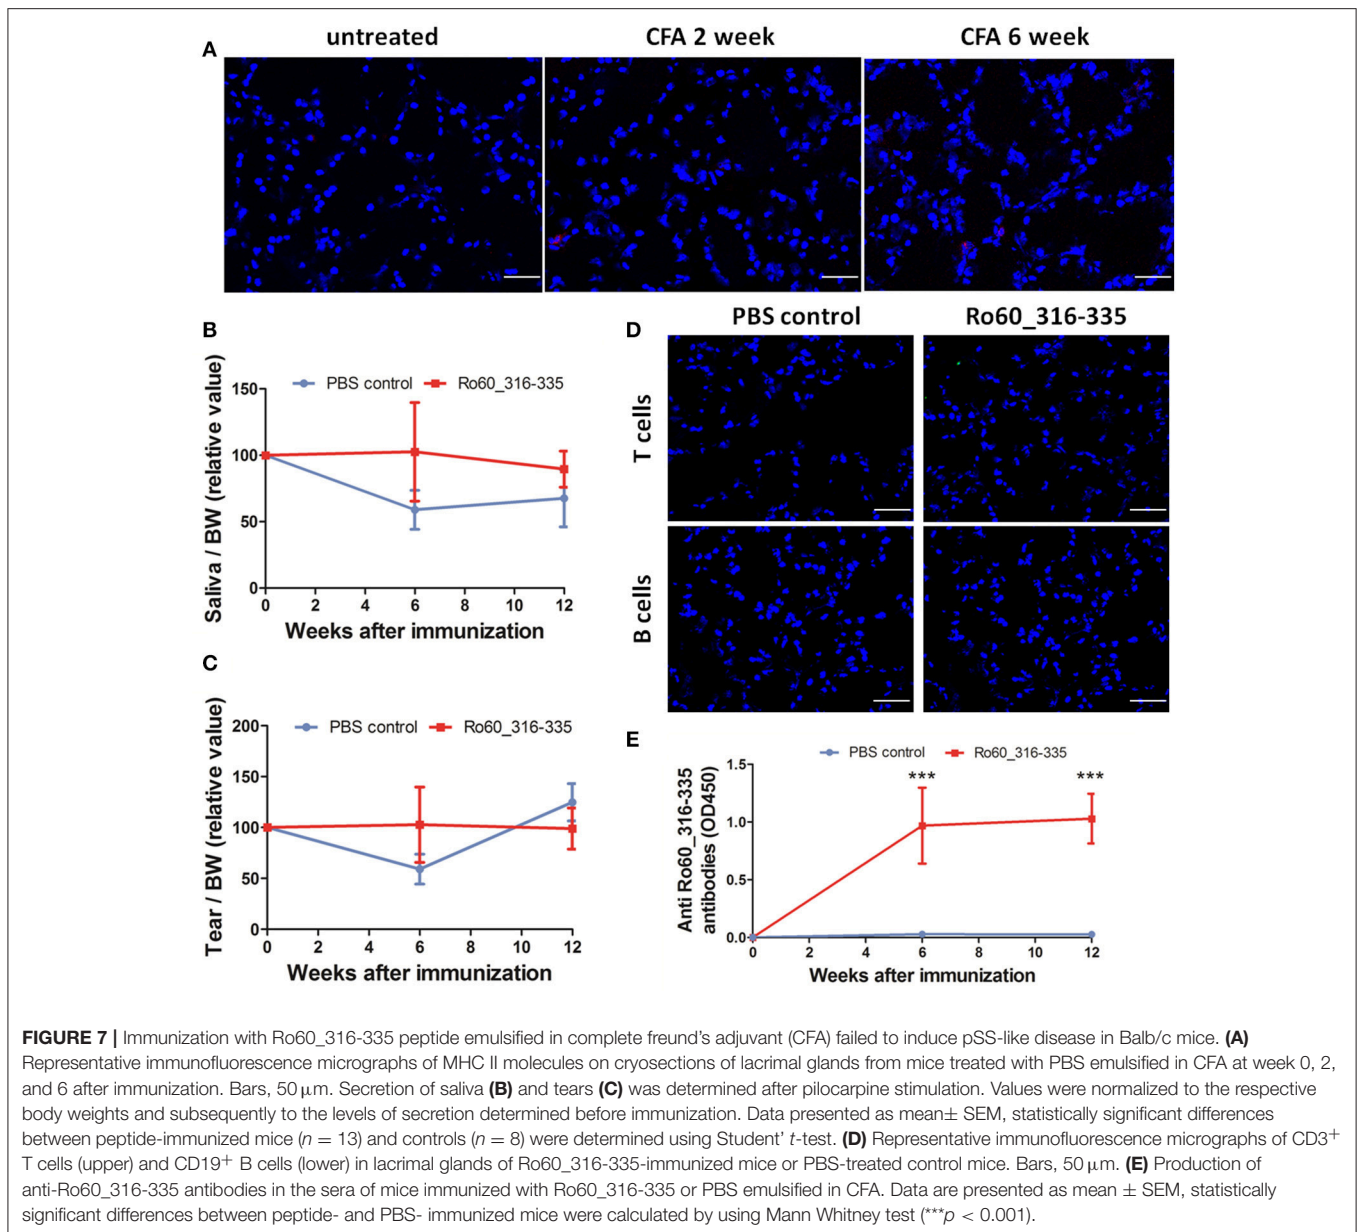 A
untreated
CFA 2 week
CFA 6 week
B
PBS control
Ro60_316-335
Saliva / BW (relative value)
150
100
50
0
0 2 4 6 8 10 12
Weeks after immunization
C
PBS control
Ro60_316-335
Tear / BW (relative value)
200
150
100
50
0
0 2 4 6 8 10 12
Weeks after immunization
D
PBS control
Ro60_316-335
T cells
B cells
E
PBS control
Ro60_316-335
Anti Ro60_316-335
antibodies (OD450)
1.5
1.0
0.5
0.0
*** ***
0 2 4 6 8 10 12
Weeks after immunization
FIGURE 7 | Immunization with Ro60_316-335 peptide emulsified in complete freund's adjuvant (CFA) failed to induce pSS-like disease in Balb/c mice. (A)
Representative immunofluorescence micrographs of MHC II molecules on cryosections of lacrimal glands from mice treated with PBS emulsified in CFA at week 0, 2,
and 6 after immunization. Bars, 50 μm. Secretion of saliva (B) and tears (C) was determined after pilocarpine stimulation. Values were normalized to the respective
body weights and subsequently to the levels of secretion determined before immunization. Data presented as mean± SEM, statistically significant differences
between peptide-immunized mice (n = 13) and controls (n = 8) were determined using Student' t-test. (D) Representative immunofluorescence micrographs of CD3+
T cells (upper) and CD19+ B cells (lower) in lacrimal glands of Ro60_316-335-immunized mice or PBS-treated control mice. Bars, 50 μm. (E) Production of
anti-Ro60_316-335 antibodies in the sera of mice immunized with Ro60_316-335 or PBS emulsified in CFA. Data are presented as mean ± SEM, statistically
significant differences between peptide- and PBS- immunized mice were calculated by using Mann Whitney test (***p < 0.001).